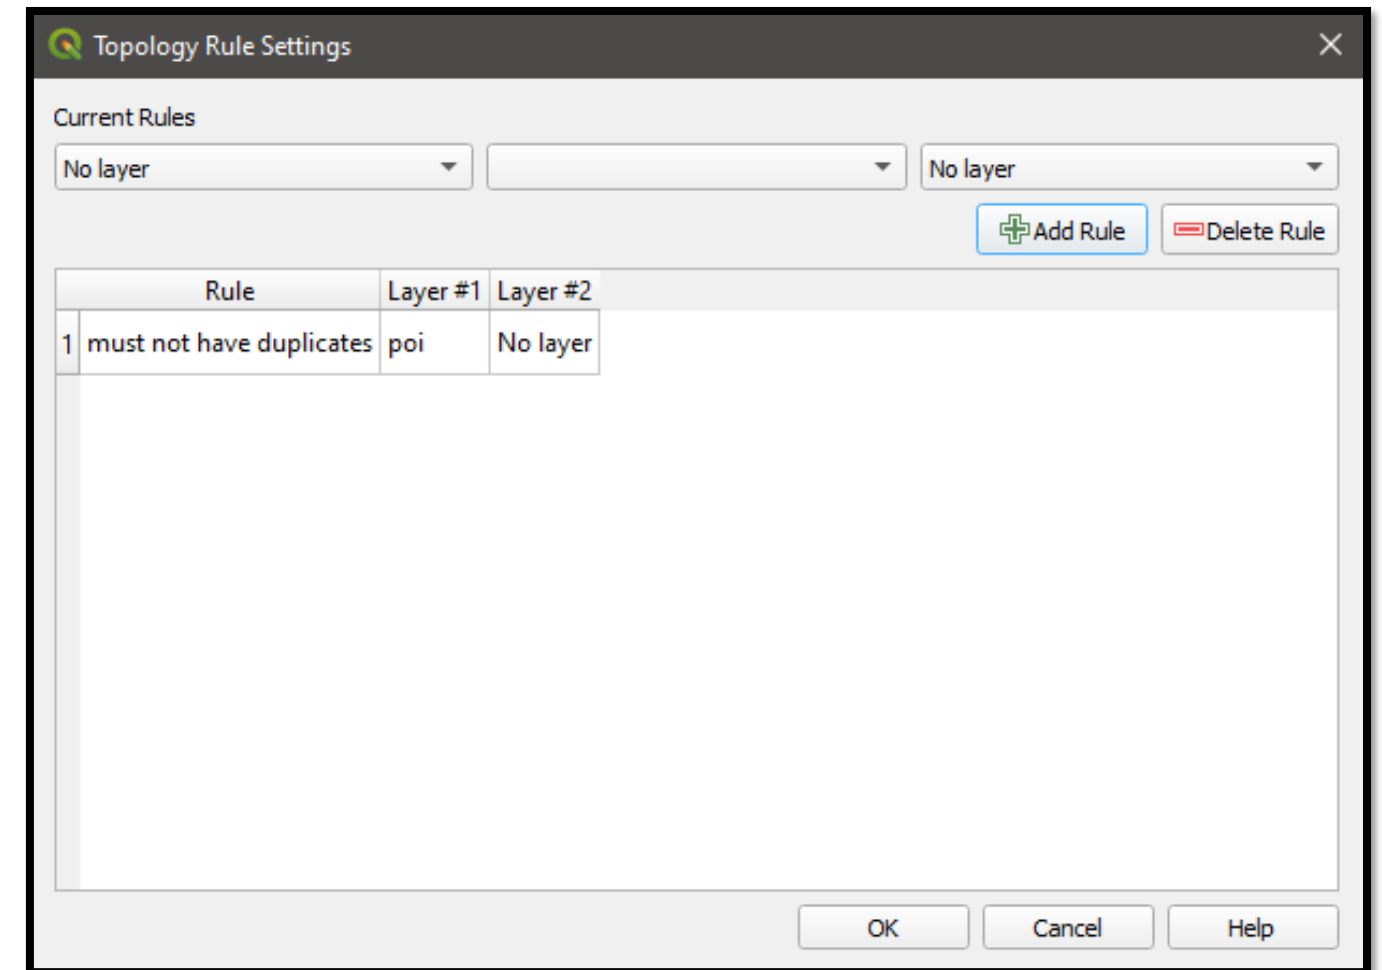 Topology Rule Settings
Current Rules
No layer No layer
Add Rule Delete Rule
Rule Layer #1 Layer #2
1 must not have duplicates poi No layer
OK Cancel Help